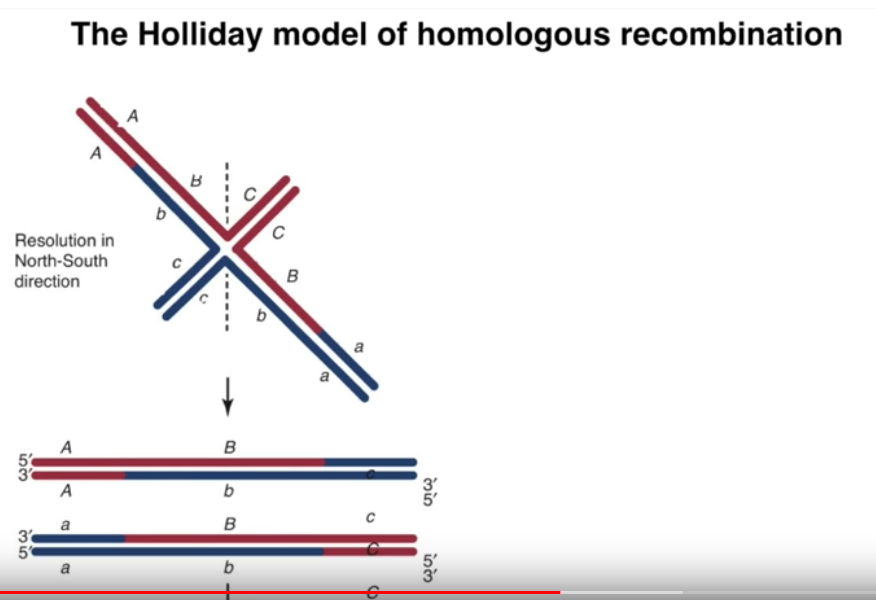 The Holliday model of homologous recombination
A
A
B
C
b
C
Resolution in
North-South
direction
c
B
c
b
a
a
A B
5′
3′
c
A b
3′
5′
a B c
3′
5′
C
a b
5′
3′
C